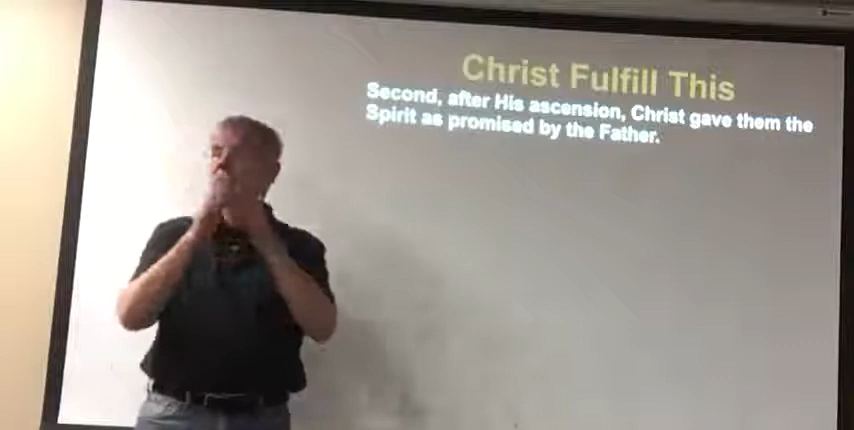 Christ Fulfill This
Second, after His ascension, Christ gave them the
Spirit as promised by the Father.